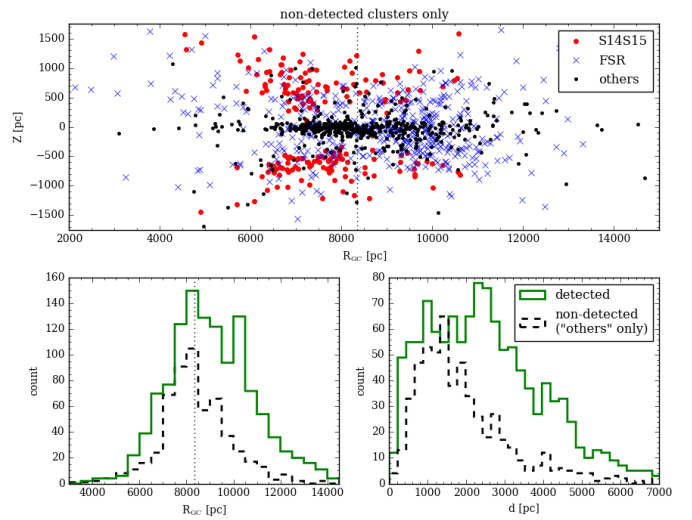 non-detected clusters only
1500
1000
500
0
−500
−1000
−1500
Z [pc]
S14S15
FSR
others
2000 4000 6000 8000 10000 12000 14000
R_GC [pc]
160
140
120
100
80
60
40
20
0
count
4000 6000 8000 10000 12000 14000
R_GC [pc]
80
70
60
50
40
30
20
10
0
count
detected
non-detected
("others" only)
0 1000 2000 3000 4000 5000 6000 7000
d [pc]